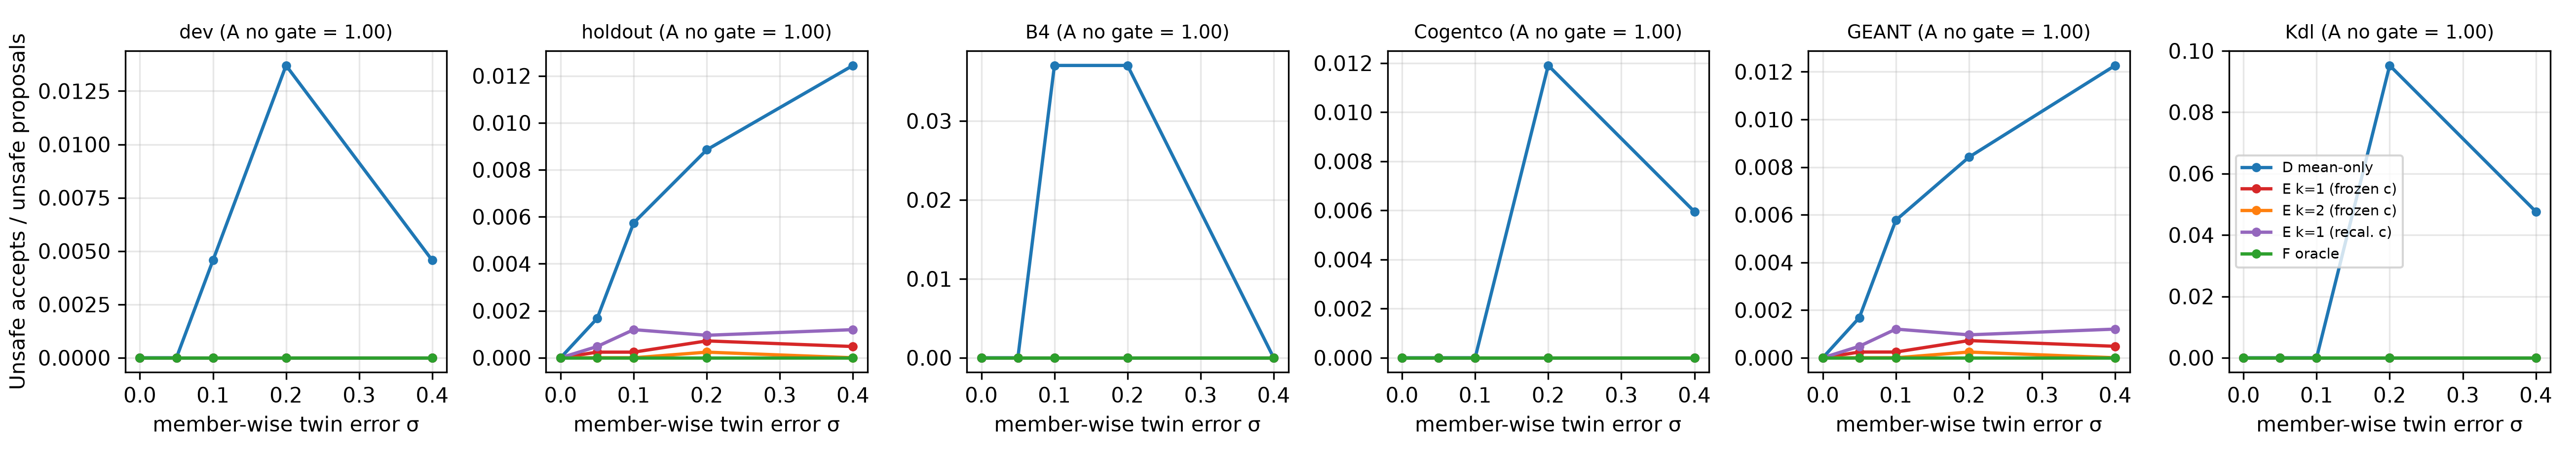 Unsafe accepts / unsafe proposals
dev (A no gate = 1.00)
0.0125
0.0100
0.0075
0.0050
0.0025
0.0000
0.0 0.1 0.2 0.3 0.4
member-wise twin error σ
holdout (A no gate = 1.00)
0.012
0.010
0.008
0.006
0.004
0.002
0.000
0.0 0.1 0.2 0.3 0.4
member-wise twin error σ
B4 (A no gate = 1.00)
0.03
0.02
0.01
0.00
0.0 0.1 0.2 0.3 0.4
member-wise twin error σ
Cogentco (A no gate = 1.00)
0.012
0.010
0.008
0.006
0.004
0.002
0.000
0.0 0.1 0.2 0.3 0.4
member-wise twin error σ
GEANT (A no gate = 1.00)
0.012
0.010
0.008
0.006
0.004
0.002
0.000
0.0 0.1 0.2 0.3 0.4
member-wise twin error σ
Kdl (A no gate = 1.00)
0.10
0.08
0.06
0.04
0.02
0.00
D mean-only
E k=1 (frozen c)
E k=2 (frozen c)
E k=1 (recal. c)
F oracle
0.0 0.1 0.2 0.3 0.4
member-wise twin error σ